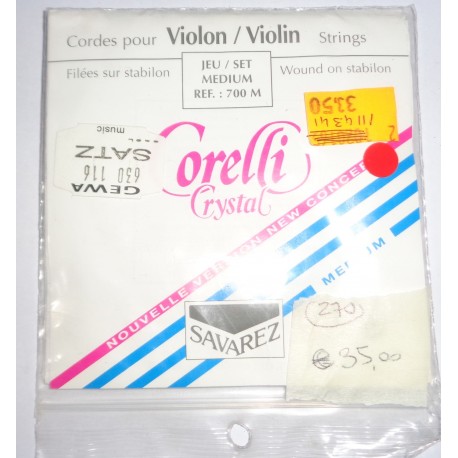 Cordes pour Violon / Violin Strings
Filées sur stabilon
JEU / SET
MEDIUM
REF. : 700 M
Wound on stabilon
3350
music
SATZ
630 116
GEWA
Corelli
Crystal
NOUVELLE VERSION NEW CONCEP
MEDIUM
SAVAREZ
270
€35,00